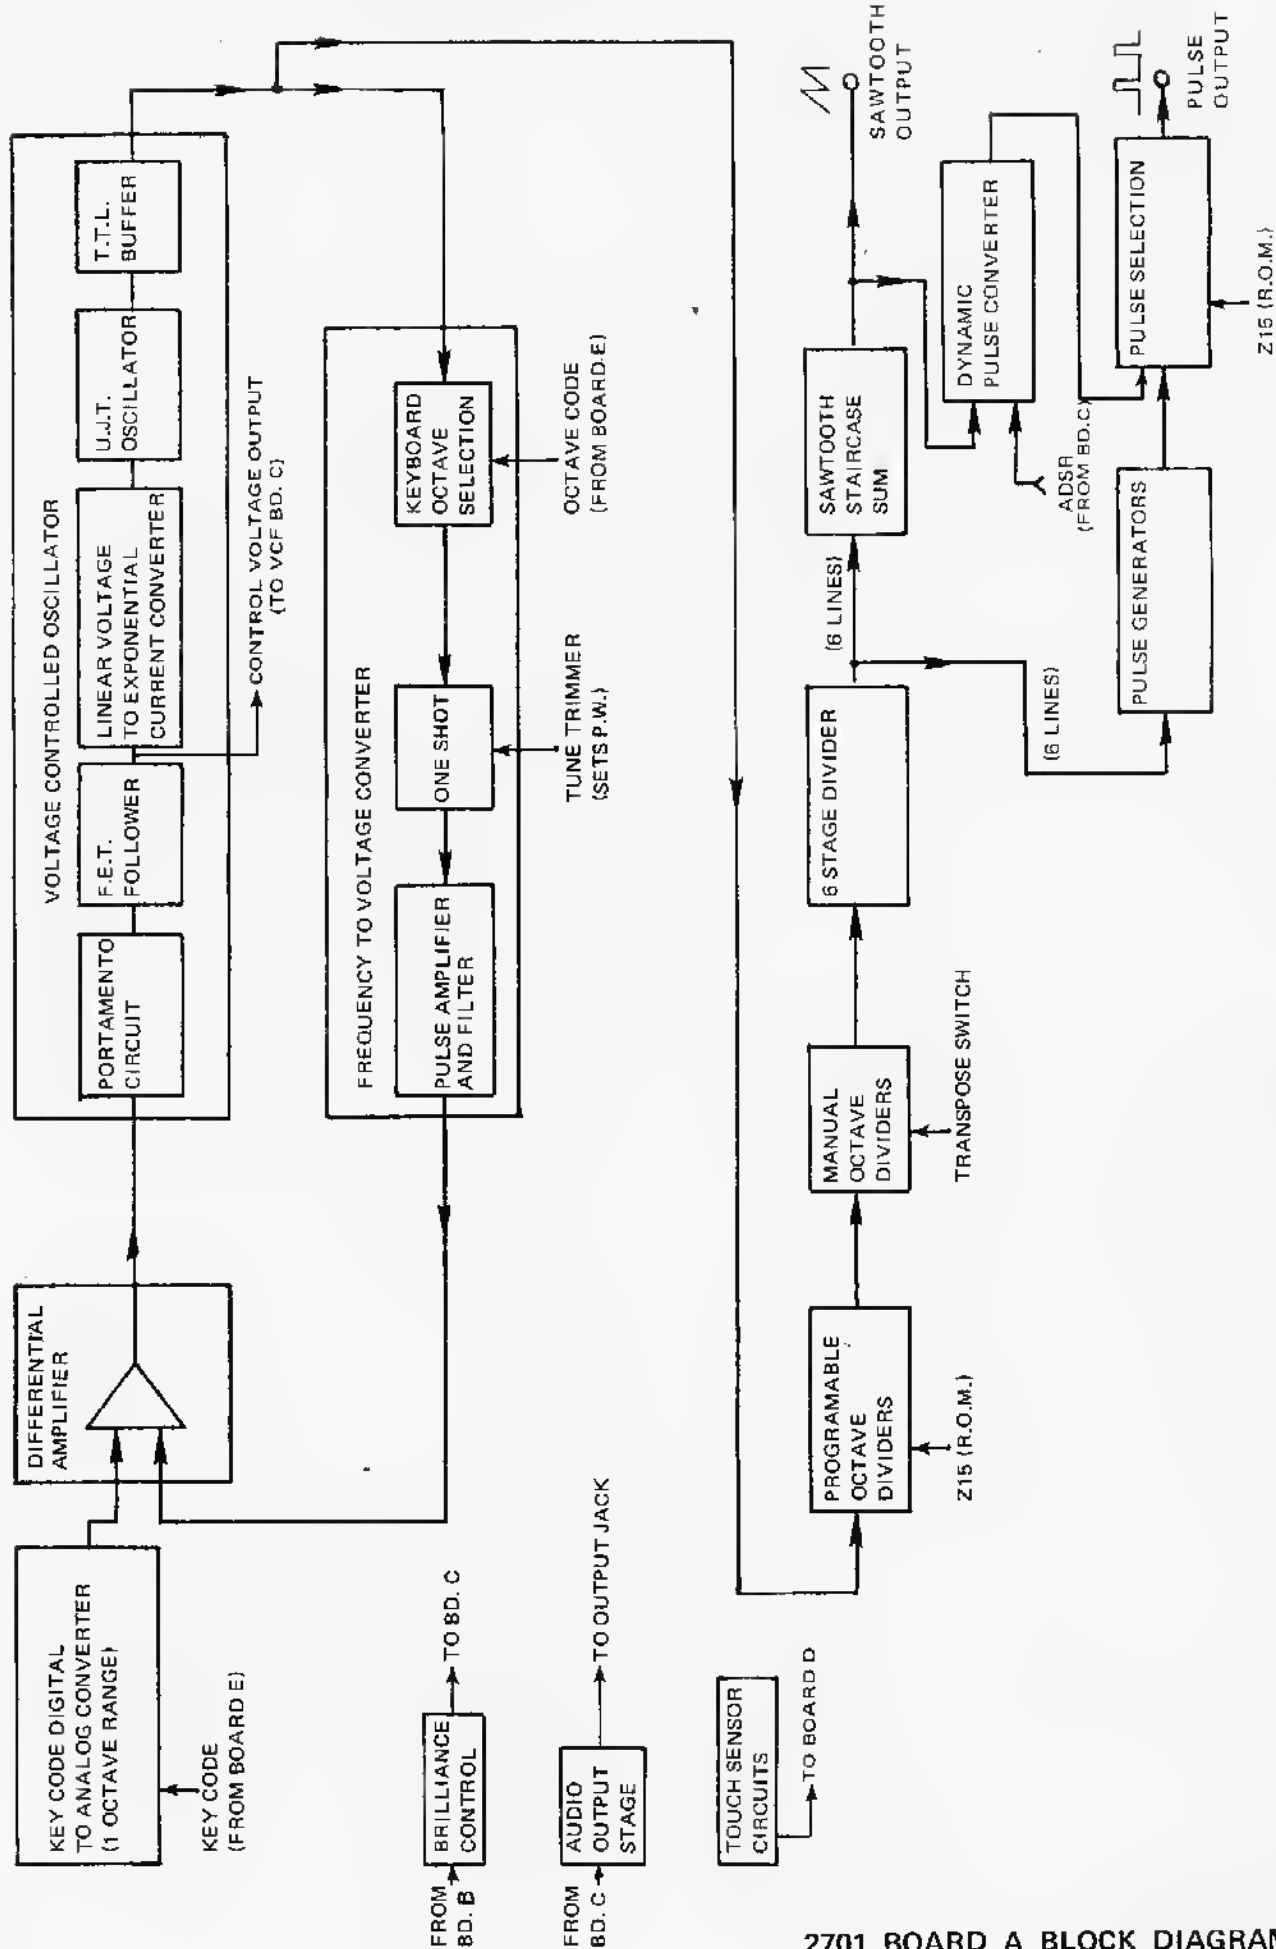 KEY CODE DIGITAL
TO ANALOG CONVERTER
(1 OCTAVE RANGE)
KEY CODE
(FROM BOARD E)
DIFFERENTIAL
AMPLIFIER
VOLTAGE CONTROLLED OSCILLATOR
PORTAMENTO
CIRCUIT
F.E.T.
FOLLOWER
LINEAR VOLTAGE
TO EXPONENTIAL
CURRENT CONVERTER
U.J.T.
OSCILLATOR
T.T.L.
BUFFER
CONTROL VOLTAGE OUTPUT
(TO VCF BD. C)
FREQUENCY TO VOLTAGE CONVERTER
PULSE AMPLIFIER
AND FILTER
ONE SHOT
KEYBOARD
OCTAVE
SELECTION
TUNE TRIMMER
(SETS P.W.)
OCTAVE CODE
(FROM BOARD E)
FROM
BD. B
BRILLIANCE
CONTROL
TO BD. C
FROM
BD. C
AUDIO
OUTPUT
STAGE
TO OUTPUT JACK
TOUCH SENSOR
CIRCUITS
TO BOARD D
PROGRAMABLE
OCTAVE
DIVIDERS
Z15 (R.O.M.)
MANUAL
OCTAVE
DIVIDERS
TRANSPOSE SWITCH
6 STAGE DIVIDER
(6 LINES)
(6 LINES)
SAWTOOTH
STAIRCASE
SUM
SAWTOOTH
OUTPUT
DYNAMIC
PULSE CONVERTER
ADSR
(FROM BD.C)
PULSE GENERATORS
PULSE SELECTION
Z15 (R.O.M.)
PULSE
OUTPUT
2701 BOARD A BLOCK DIAGRAM